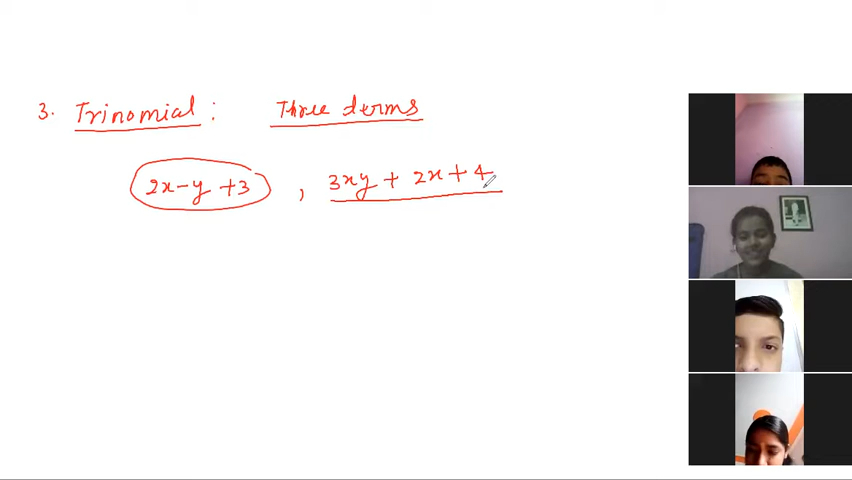 3. Trinomial : Three terms
2x-y +3 , 3xy + 2x + 4